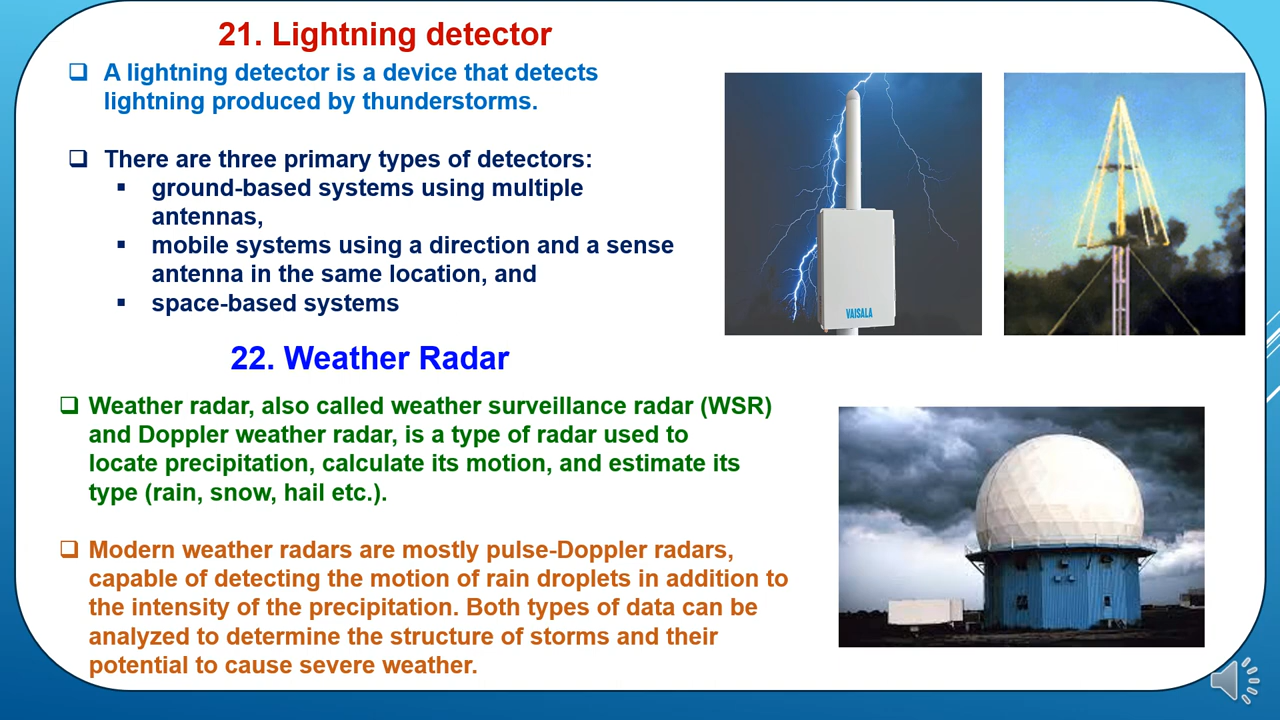 21. Lightning detector
❑ A lightning detector is a device that detects
lightning produced by thunderstorms.
❑ There are three primary types of detectors:
▪ ground-based systems using multiple
antennas,
▪ mobile systems using a direction and a sense
antenna in the same location, and
▪ space-based systems
VAISALA
22. Weather Radar
❑ Weather radar, also called weather surveillance radar (WSR)
and Doppler weather radar, is a type of radar used to
locate precipitation, calculate its motion, and estimate its
type (rain, snow, hail etc.).
❑ Modern weather radars are mostly pulse-Doppler radars,
capable of detecting the motion of rain droplets in addition to
the intensity of the precipitation. Both types of data can be
analyzed to determine the structure of storms and their
potential to cause severe weather.